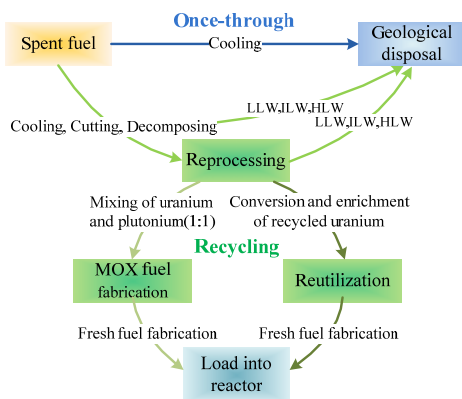 Once-through
Spent fuel
Cooling
Geological
disposal
LLW,ILW,HLW
LLW,ILW,HLW
Cooling, Cutting, Decomposing
Reprocessing
Mixing of uranium
and plutonium(1:1)
Conversion and enrichment
of recycled uranium
Recycling
MOX fuel
fabrication
Reutilization
Fresh fuel fabrication
Fresh fuel fabrication
Load into
reactor